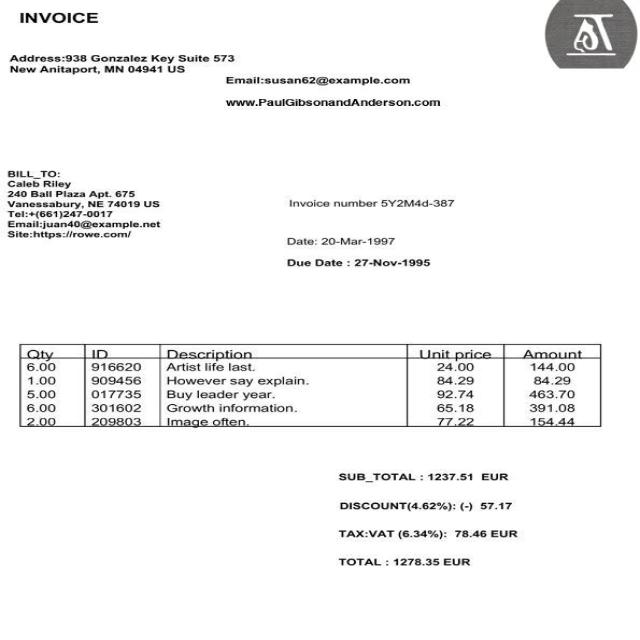 INVOICE
Address:938 Gonzalez Key Suite 573
New Anitaport, MN 04941 US
Email:susan62@example.com
www.PaulGibsonandAnderson.com
BILL_TO:
Caleb Riley
240 Ball Plaza Apt. 675
Vanessabury, NE 74019 US
Tel:+(661)247-0017
Email:juan40@example.net
Site:https://rowe.com/
Invoice number 5Y2M4d-387
Date: 20-Mar-1997
Due Date : 27-Nov-1995
Qty ID Description Unit price Amount
6.00 916620 Artist life last. 24.00 144.00
1.00 909456 However say explain. 84.29 84.29
5.00 017735 Buy leader year. 92.74 463.70
6.00 301602 Growth information. 65.18 391.08
2.00 209803 Image often. 77.22 154.44
SUB_TOTAL : 1237.51 EUR
DISCOUNT(4.62%): (-) 57.17
TAX:VAT (6.34%): 78.46 EUR
TOTAL : 1278.35 EUR